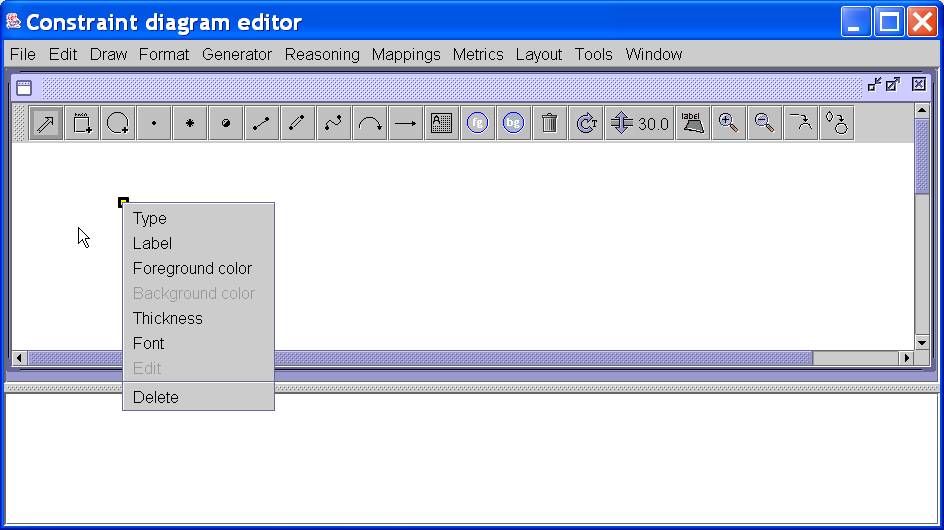 Constraint diagram editor
File Edit Draw Format Generator Reasoning Mappings Metrics Layout Tools Window
A fg bg T 30.0 label
Type
Label
Foreground color
Background color
Thickness
Font
Edit
Delete